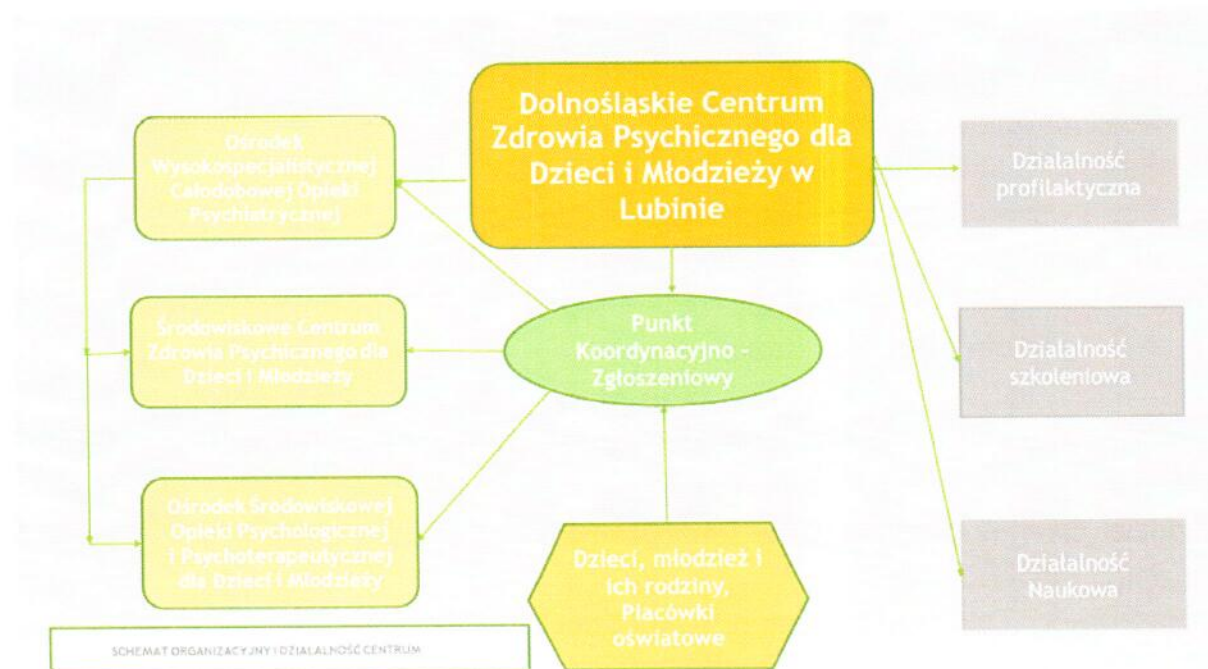 Dolnośląskie Centrum
Zdrowia Psychicznego dla
Dzieci i Młodzieży w
Lubinie
Ośrodek
Wysokospecjalistycznej
Całodobowej Opieki
Psychiatrycznej
Działalność
profilaktyczna
Środowiskowe Centrum
Zdrowia Psychicznego dla
Dzieci i Młodzieży
Punkt
Koordynacyjno -
Zgłoszeniowy
Działalność
szkoleniowa
Ośrodek Środowiskowej
Opieki Psychologicznej
i Psychoterapeutycznej
dla Dzieci i Młodzieży
Dzieci, młodzież i
ich rodziny,
Placówki
oświatowe
Działalność
Naukowa
SCHEMAT ORGANIZACYJNY I DZIAŁALNOŚĆ CENTRUM